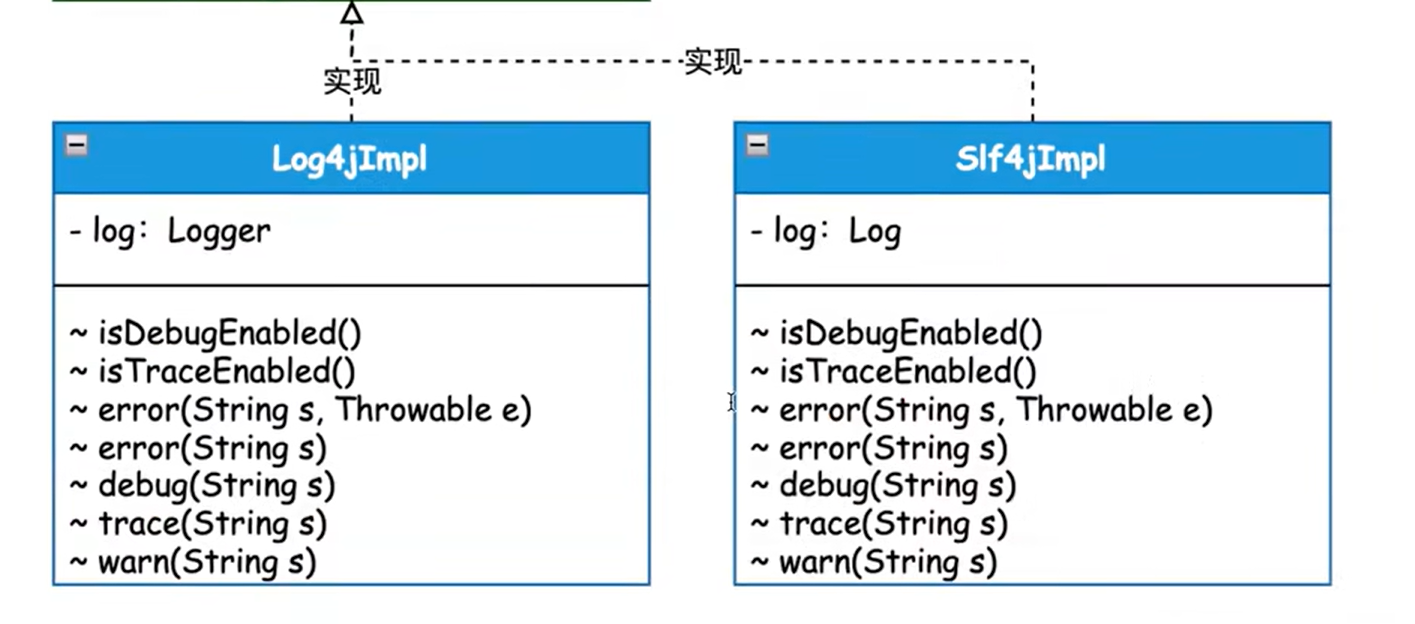 实现
实现
Log4jImpl
- log：Logger
~ isDebugEnabled()
~ isTraceEnabled()
~ error(String s, Throwable e)
~ error(String s)
~ debug(String s)
~ trace(String s)
~ warn(String s)
Slf4jImpl
- log：Log
~ isDebugEnabled()
~ isTraceEnabled()
~ error(String s, Throwable e)
~ error(String s)
~ debug(String s)
~ trace(String s)
~ warn(String s)